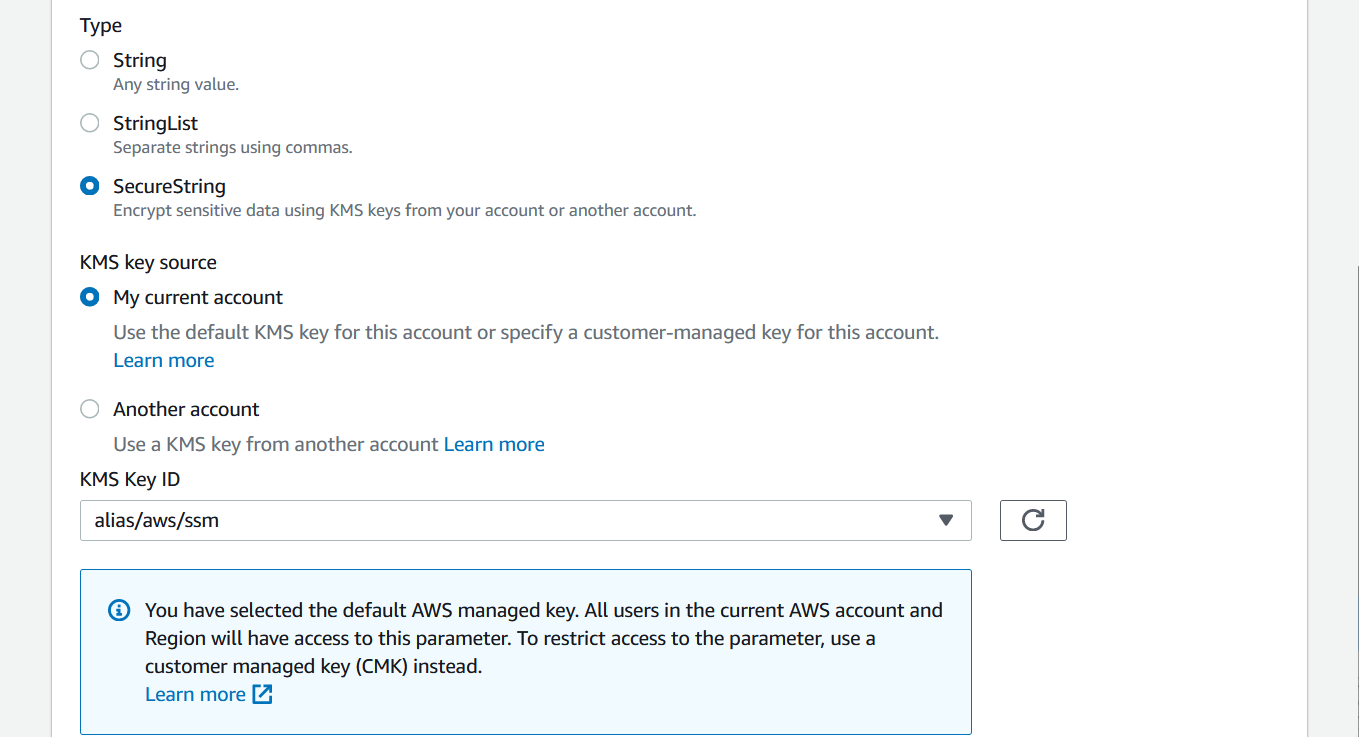 Type
String
Any string value.
StringList
Separate strings using commas.
SecureString
Encrypt sensitive data using KMS keys from your account or another account.
KMS key source
My current account
Use the default KMS key for this account or specify a customer-managed key for this account.
Learn more
Another account
Use a KMS key from another account Learn more
KMS Key ID
alias/aws/ssm
You have selected the default AWS managed key. All users in the current AWS account and
Region will have access to this parameter. To restrict access to the parameter, use a
customer managed key (CMK) instead.
Learn more